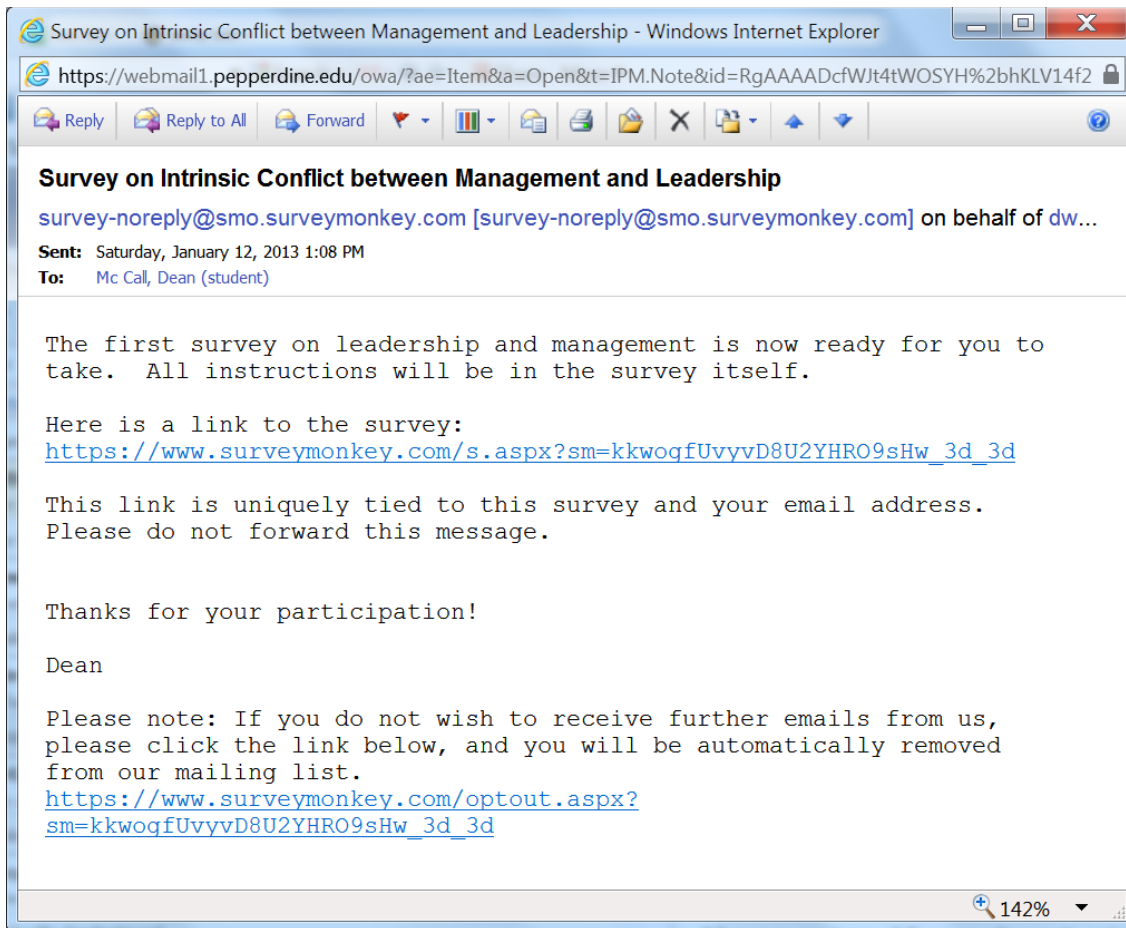 Survey on Intrinsic Conflict between Management and Leadership - Windows Internet Explorer
https://webmail1.pepperdine.edu/owa/?ae=Item&a=Open&t=IPM.Note&id=RgAAAADcfWJt4tWOSYH%2bhKLV14f2
Reply Reply to All Forward
Survey on Intrinsic Conflict between Management and Leadership
survey-noreply@smo.surveymonkey.com [survey-noreply@smo.surveymonkey.com] on behalf of dw...
Sent: Saturday, January 12, 2013 1:08 PM
To: Mc Call, Dean (student)
The first survey on leadership and management is now ready for you to
take. All instructions will be in the survey itself.
Here is a link to the survey:
https://www.surveymonkey.com/s.aspx?sm=kkwoqfUvyvD8U2YHRO9sHw_3d_3d
This link is uniquely tied to this survey and your email address.
Please do not forward this message.
Thanks for your participation!
Dean
Please note: If you do not wish to receive further emails from us,
please click the link below, and you will be automatically removed
from our mailing list.
https://www.surveymonkey.com/optout.aspx?
sm=kkwoqfUvyvD8U2YHRO9sHw_3d_3d
142%